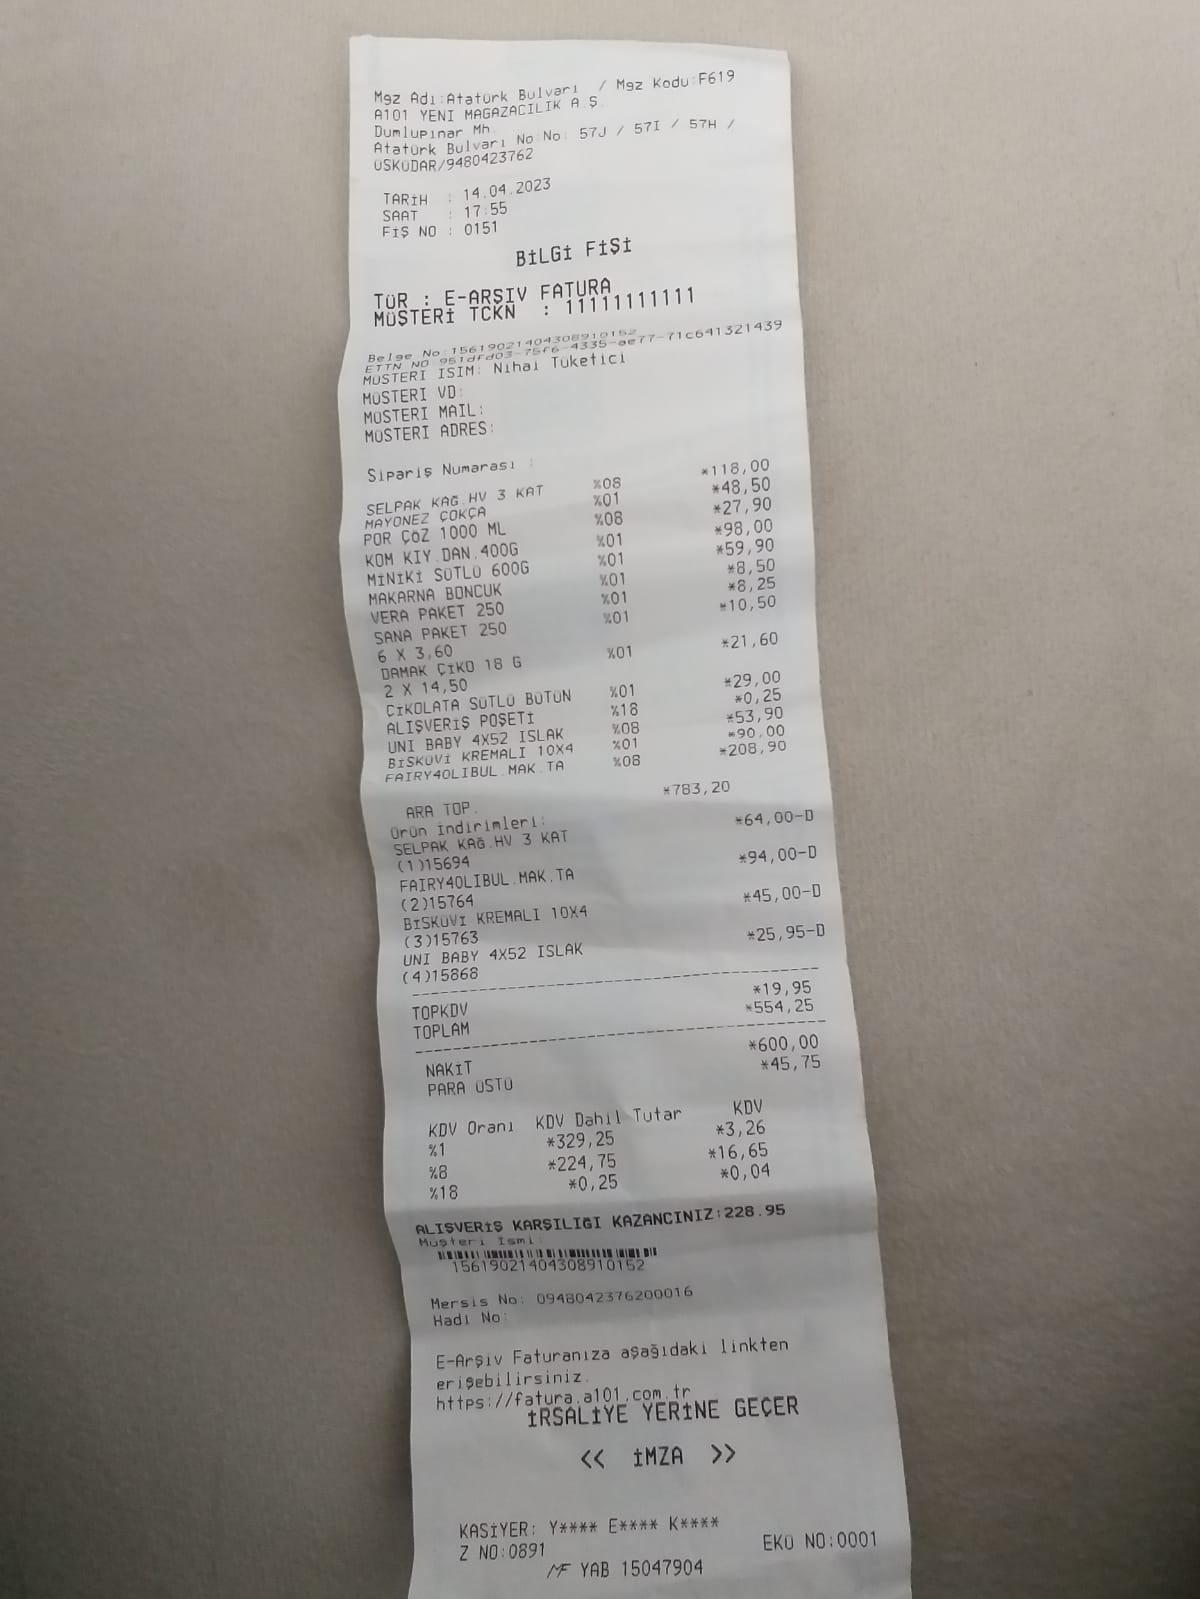 Mgz Adı:Atatürk Bulvarı / Mgz Kodu:F619
A101 YENİ MAGAZACILIK A.Ş.
Dumlupınar Mh.
Atatürk Bulvarı No:No: 57J / 57I / 57H /
ÜSKÜDAR/9480423762
TARİH : 14.04.2023
SAAT : 17:55
FİŞ NO : 0151
BİLGİ FİŞİ
TÜR : E-ARŞİV FATURA
MÜŞTERİ TCKN : 11111111111
Belge No:15619021404308910152
ETTN NO 951dfd03-75f6-4335-ae77-71c641321439
MÜŞTERİ İSİM: Nihai Tüketici
MÜŞTERİ VD:
MÜŞTERİ MAİL:
MÜŞTERİ ADRES:
Sipariş Numarası :
SELPAK KAĞ.HV 3 KAT %08 *118,00
MAYONEZ ÇOKÇA %01 *48,50
POR ÇÖZ 1000 ML %08 *27,90
KOM KIY.DAN.400G %01 *98,00
MİNİKİ SÜTLÜ 600G %01 *59,90
MAKARNA BONCUK %01 *8,50
VERA PAKET 250 %01 *8,25
SANA PAKET 250 %01 *10,50
6 X 3,60
DAMAK ÇİKO 18 G %01 *21,60
2 X 14,50
ÇİKOLATA SÜTLÜ BÜTÜN %01 *29,00
ALIŞVERİŞ POŞETİ %18 *0,25
UNI BABY 4X52 ISLAK %08 *53,90
BİSKÜVİ KREMALI 10X4 %01 *90,00
FAIRY40LIBUL.MAK.TA %08 *208,90
ARA TOP. *783,20
Ürün İndirimleri:
SELPAK KAĞ.HV 3 KAT *64,00-D
(1)15694
FAIRY40LIBUL.MAK.TA *94,00-D
(2)15764
BİSKÜVİ KREMALI 10X4 *45,00-D
(3)15763
UNI BABY 4X52 ISLAK *25,95-D
(4)15868
TOPKDV *19,95
TOPLAM *554,25
NAKİT *600,00
PARA ÜSTÜ *45,75
KDV Oranı KDV Dahil Tutar KDV
%1 *329,25 *3,26
%8 *224,75 *16,65
%18 *0,25 *0,04
ALIŞVERİŞ KARŞILIĞI KAZANCINIZ:228.95
Müşteri İsmi:
15619021404308910152
Mersis No: 0948042376200016
Hadi No:
E-Arşiv Faturanıza aşağıdaki linkten
erişebilirsiniz.
https://fatura.a101.com.tr
İRSALİYE YERİNE GEÇER
<< İMZA >>
KASİYER: Y**** E**** K****
Z NO:0891 EKÜ NO:0001
MF YAB 15047904